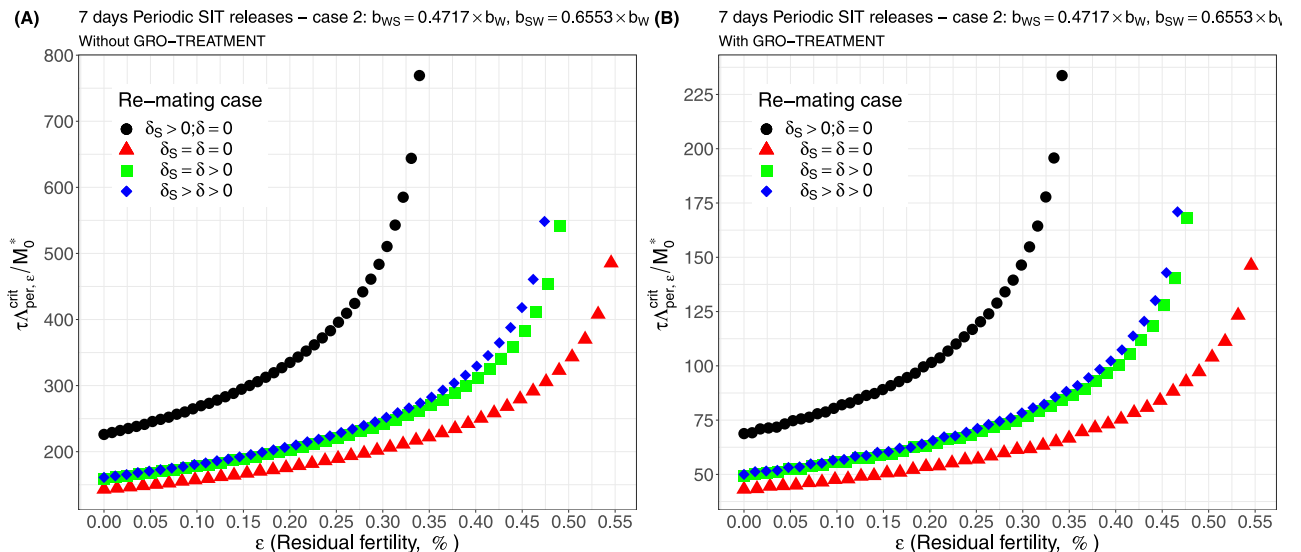 (A)
7 days Periodic SIT releases – case 2: b_WS = 0.4717 × b_W, b_SW = 0.6553 × b_W
Without GRO–TREATMENT
800
700
600
500
400
300
200
τΛ^crit_per, ε / M*_0
Re–mating case
δ_S > 0; δ = 0
δ_S = δ = 0
δ_S = δ > 0
δ_S > δ > 0
0.00 0.05 0.10 0.15 0.20 0.25 0.30 0.35 0.40 0.45 0.50 0.55
ε (Residual fertility, %)
(B)
7 days Periodic SIT releases – case 2: b_WS = 0.4717 × b_W, b_SW = 0.6553 × b_W
With GRO–TREATMENT
225
200
175
150
125
100
75
50
τΛ^crit_per, ε / M*_0
Re–mating case
δ_S > 0; δ = 0
δ_S = δ = 0
δ_S = δ > 0
δ_S > δ > 0
0.00 0.05 0.10 0.15 0.20 0.25 0.30 0.35 0.40 0.45 0.50 0.55
ε (Residual fertility, %)